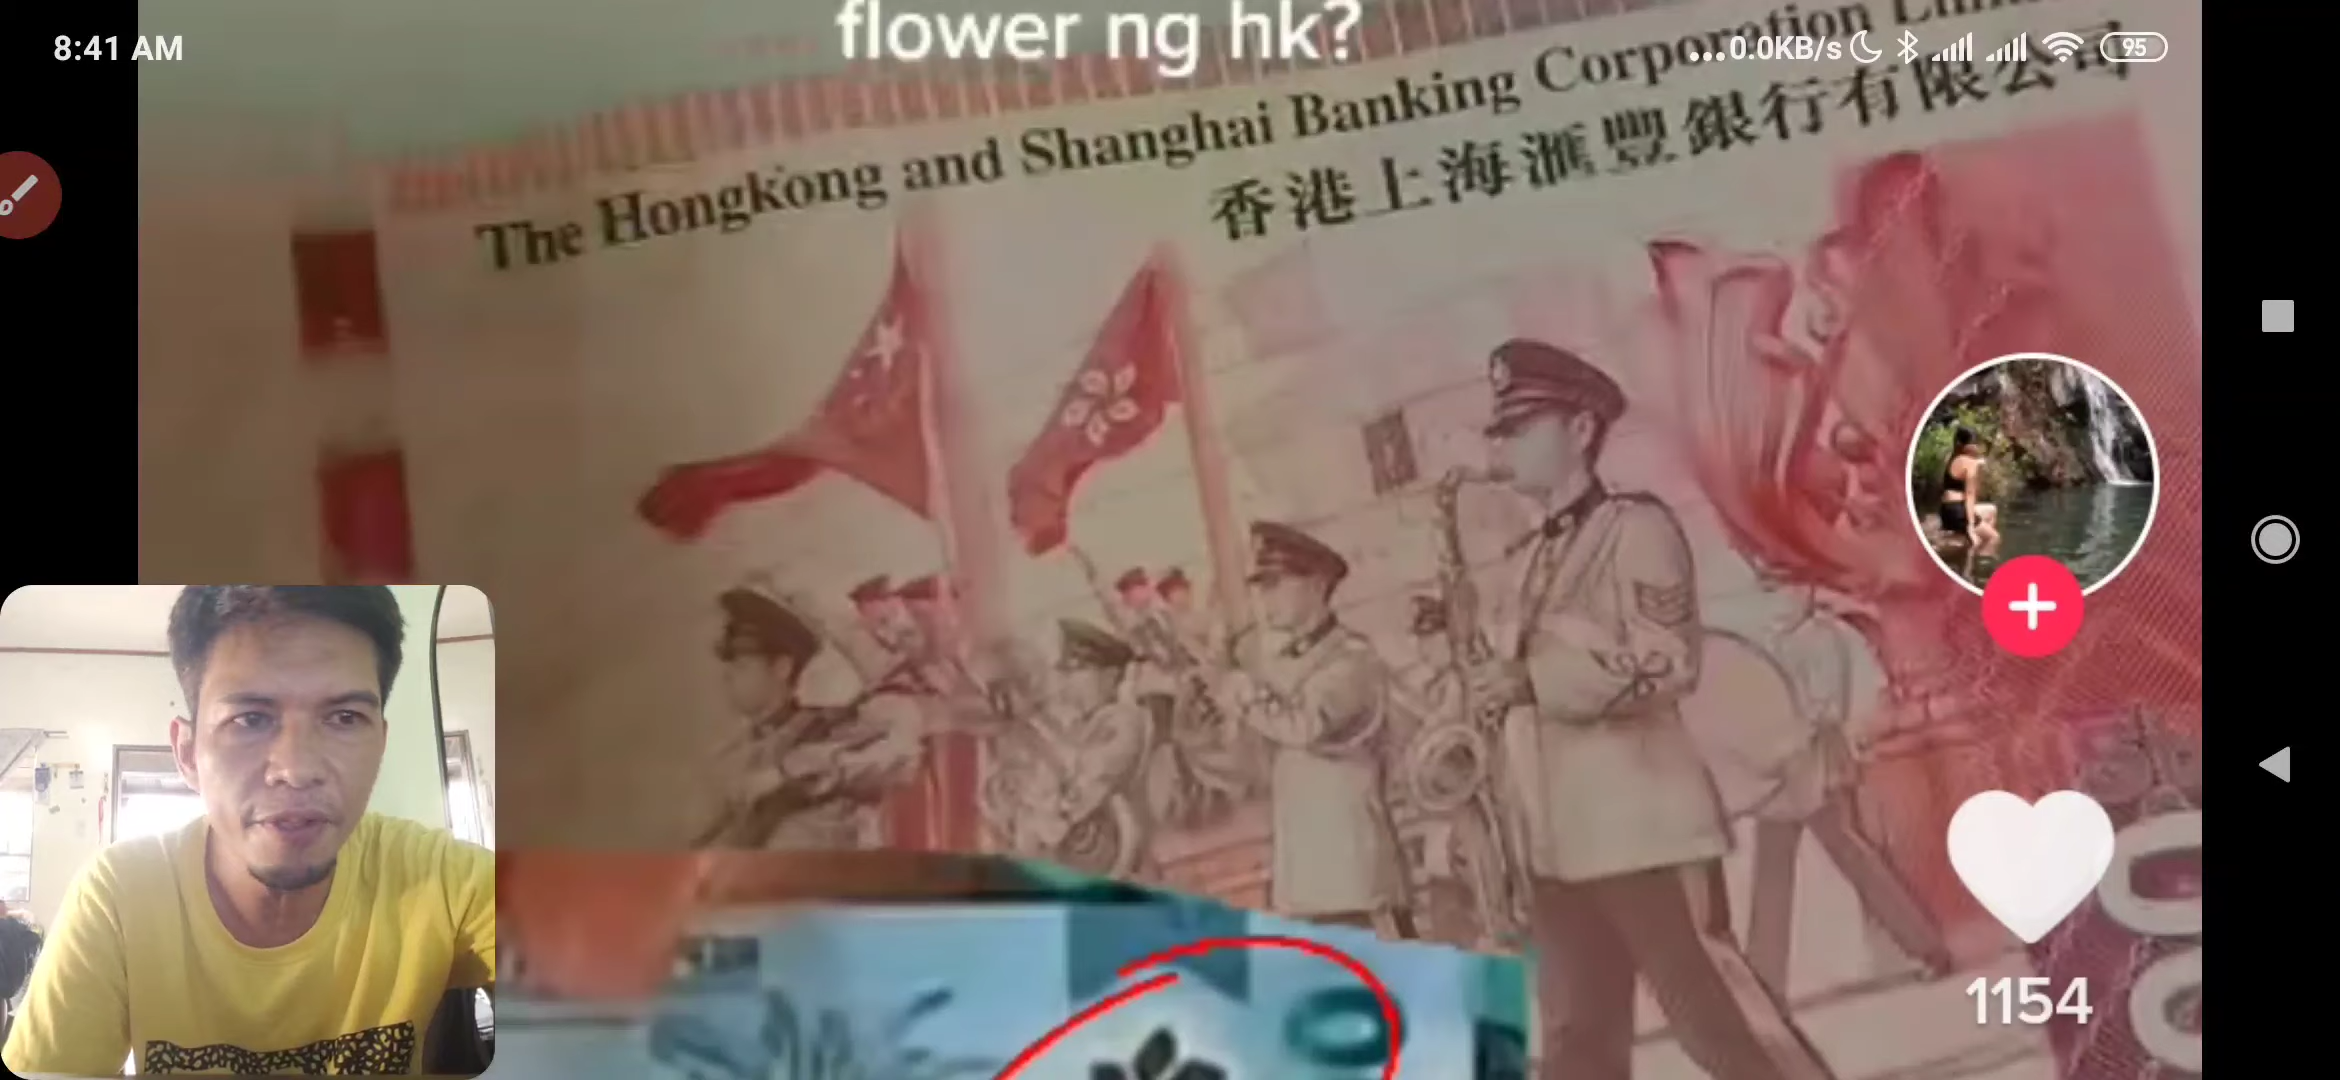 flower ng hk?
8:41 AM
...0.0KB/s
95
The Hongkong and Shanghai Banking Corporation
香港上海滙豐銀行有限公司
1154